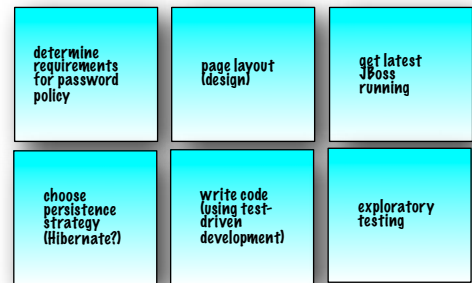 determine
requirements
for password
policy
page layout
(design)
get latest
JBoss
running
choose
persistence
strategy
(Hibernate?)
write code
(using test-
driven
development)
exploratory
testing